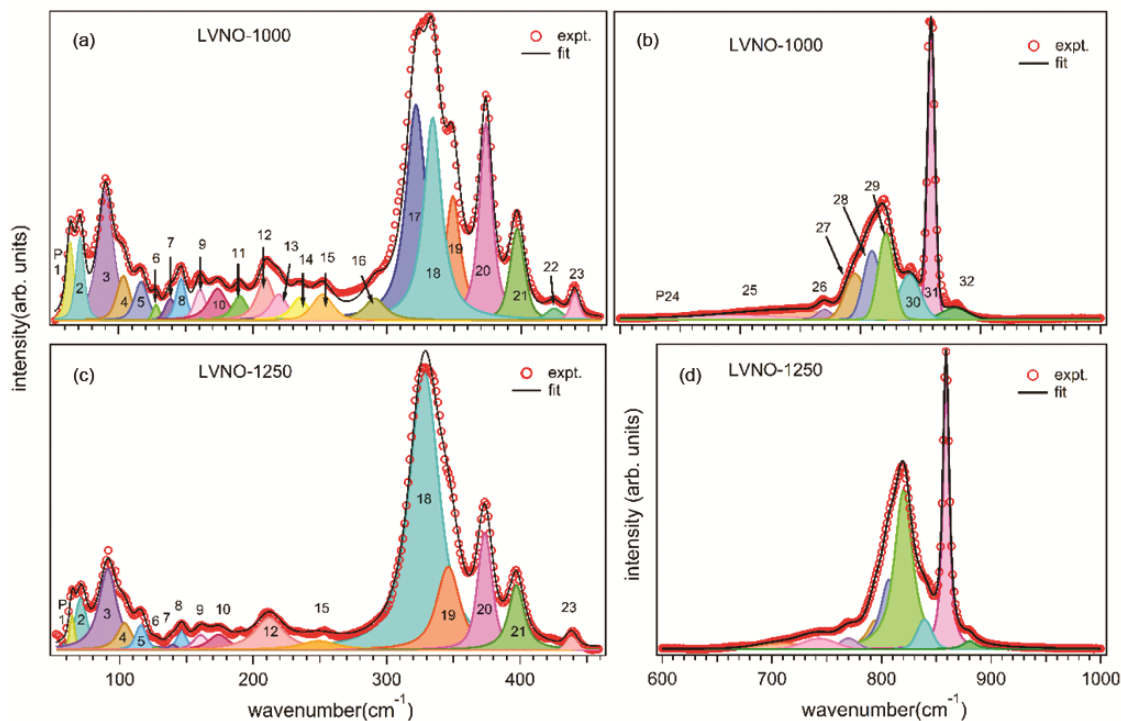 (a) LVNO-1000
expt.
fit
P
1
2
3
4
5
6
7
8
9
10
11
12
13
14
15
16
17
18
19
20
21
22
23
(b) LVNO-1000
expt.
fit
P24
25
26
27
28
29
30
31
32
intensity(arb. units)
(c) LVNO-1250
expt.
fit
P
1
2
3
4
5
6
7
8
9
10
12
15
18
19
20
21
23
100 200 300 400
wavenumber(cm-1)
(d) LVNO-1250
expt.
fit
intensity (arb. units)
600 700 800 900 1000
wavenumber(cm-1)